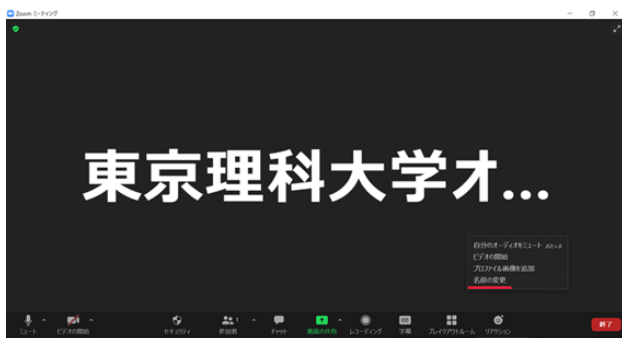 Zoom ミーティング
東京理科大学オ...
自分のオーディオをミュート Alt+A
ビデオの開始
プロファイル画像を追加
名前の変更
ミュート ビデオの開始 セキュリティ 参加者 1 チャット 画面の共有 レコーディング CC 字幕 ブレイクアウトルーム リアクション 終了